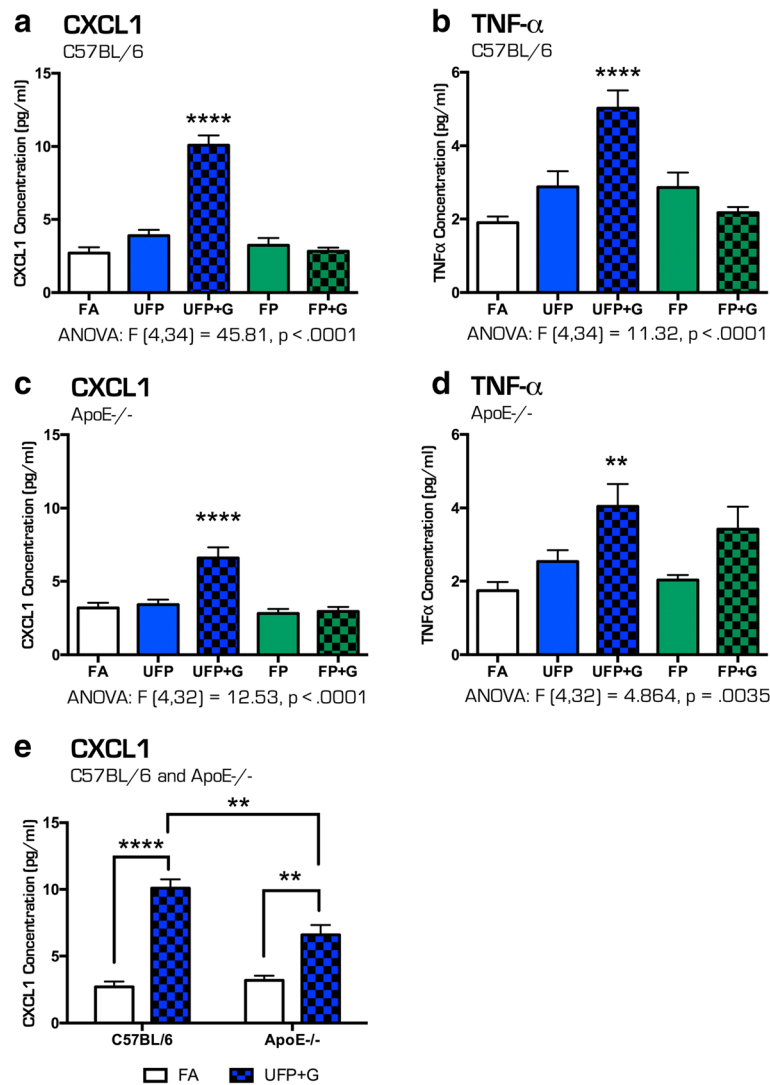 a CXCL1
C57BL/6
CXCL1 Concentration (pg/ml)
15
10
5
0
****
FA UFP UFP+G FP FP+G
ANOVA: F (4,34) = 45.81, p < .0001
b TNF-α
C57BL/6
TNFα Concentration (pg/ml)
6
4
2
0
****
FA UFP UFP+G FP FP+G
ANOVA: F (4,34) = 11.32, p < .0001
c CXCL1
ApoE-/-
CXCL1 Concentration (pg/ml)
15
10
5
0
****
FA UFP UFP+G FP FP+G
ANOVA: F (4,32) = 12.53, p < .0001
d TNF-α
ApoE-/-
TNFα Concentration (pg/ml)
6
4
2
0
**
FA UFP UFP+G FP FP+G
ANOVA: F (4,32) = 4.864, p = .0035
e CXCL1
C57BL/6 and ApoE-/-
CXCL1 Concentration (pg/ml)
15
10
5
0
**
****
**
C57BL/6 ApoE-/-
FA UFP+G